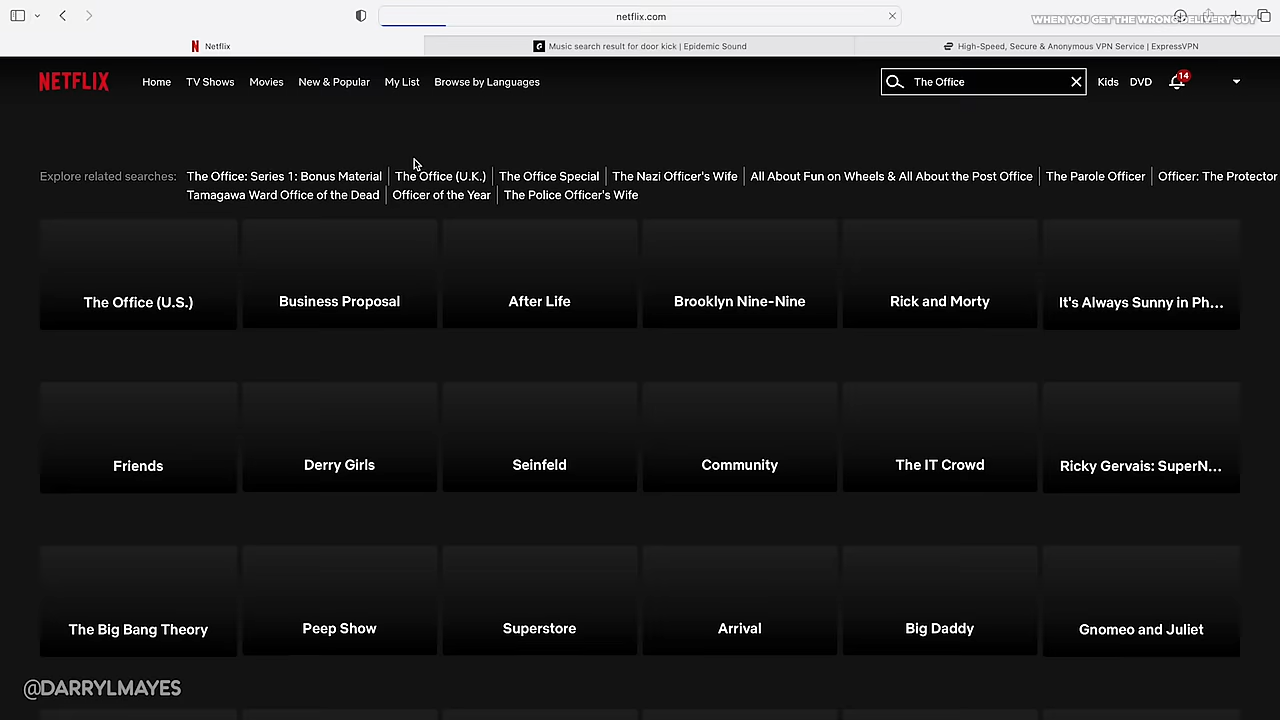 netflix.com
WHEN YOU GET THE WRONG DELIVERY GUY
Netflix
Music search result for door kick | Epidemic Sound
High-Speed, Secure & Anonymous VPN Service | ExpressVPN
NETFLIX Home TV Shows Movies New & Popular My List Browse by Languages The Office Kids DVD 14
Explore related searches: The Office: Series 1: Bonus Material | The Office (U.K.) | The Office Special | The Nazi Officer's Wife | All About Fun on Wheels & All About the Post Office | The Parole Officer | Officer: The Protector
Tamagawa Ward Office of the Dead | Officer of the Year | The Police Officer's Wife
The Office (U.S.) Business Proposal After Life Brooklyn Nine-Nine Rick and Morty It's Always Sunny in Ph...
Friends Derry Girls Seinfeld Community The IT Crowd Ricky Gervais: SuperN...
The Big Bang Theory Peep Show Superstore Arrival Big Daddy Gnomeo and Juliet
@DARRYLMAYES